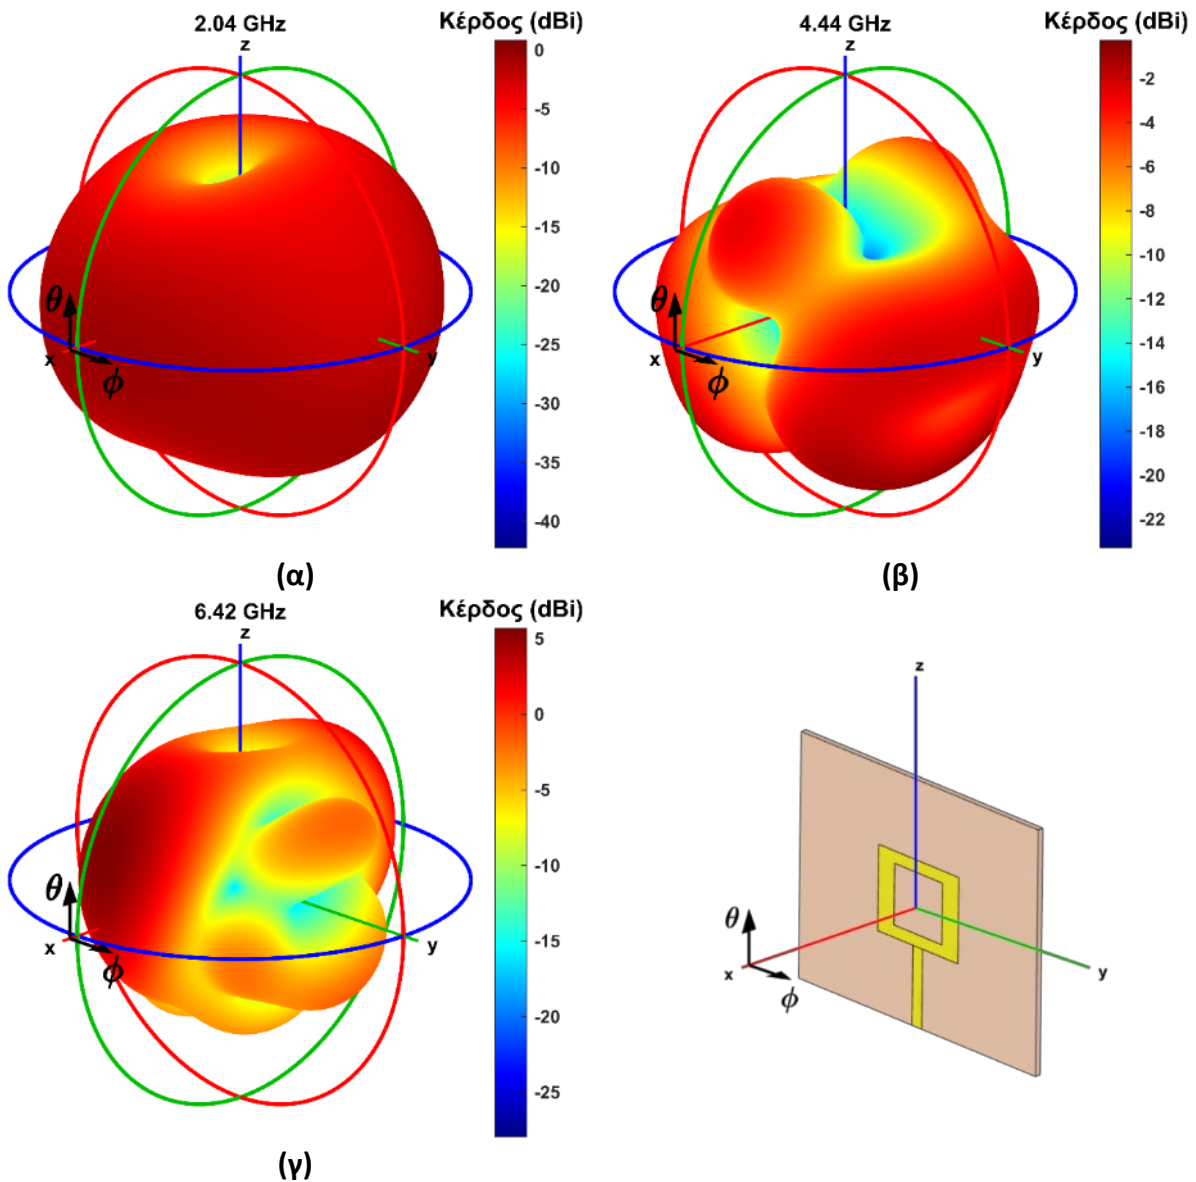 2.04 GHz
Κέρδος (dBi)
z
0
-5
-10
-15
-20
-25
-30
-35
-40
θ
x
ϕ
y
(α)
4.44 GHz
Κέρδος (dBi)
z
-2
-4
-6
-8
-10
-12
-14
-16
-18
-20
-22
θ
x
ϕ
y
(β)
6.42 GHz
Κέρδος (dBi)
z
5
0
-5
-10
-15
-20
-25
θ
x
ϕ
y
(γ)
z
θ
x
ϕ
y